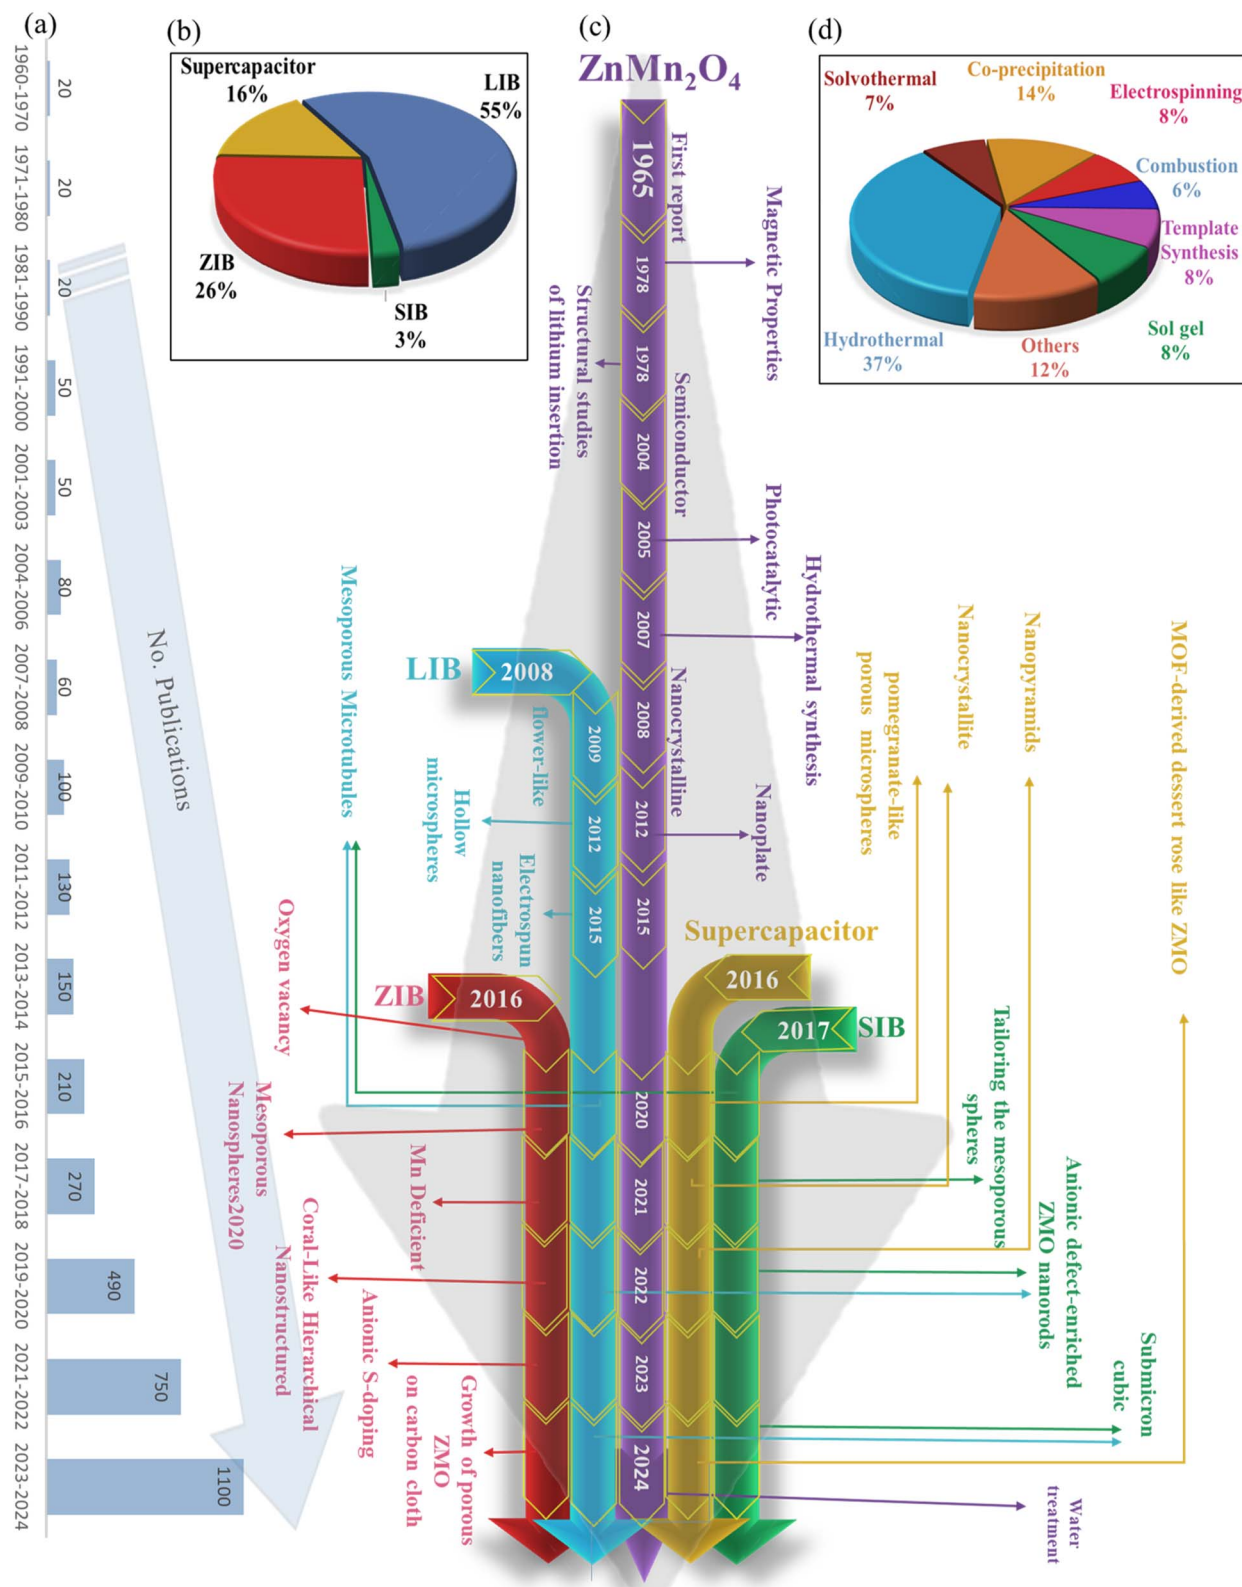 (a)
1960-1970
1971-1980
1981-1990
1991-2000
2001-2003
2004-2006
2007-2008
2009-2010
2011-2012
2013-2014
2015-2016
2017-2018
2019-2020
2021-2022
2023-2024
20
20
20
50
50
80
60
100
130
150
210
270
490
750
1100
No. Publications
(b)
Supercapacitor
16%
LIB
55%
ZIB
26%
SIB
3%
(c)
ZnMn₂O₄
1965
1978
1978
2004
2005
2007
2008
2012
2015
2020
2021
2022
2023
2024
First report
Magnetic Properties
Structural studies
of lithium insertion
Semiconductor
Photocatalytic
Hydrothermal synthesis
Nanocrystalline
Nanoplate
Water
treatment
LIB
2008
2009
2012
2015
flower-like
Hollow
microspheres
Electrospun
nanofibers
Mesoporous Microtubules
ZIB
2016
Oxygen vacancy
Mesoporous
Nanospheres2020
Mn Deficient
Coral-Like Hierarchical
Nanostructured
Anionic S-doping
Growth of porous
ZMO
on carbon cloth
Supercapacitor
2016
pomegranate-like
porous microspheres
Nanocrystallite
Nanopyramids
MOF-derived dessert rose like ZMO
2017
SIB
Tailoring the mesoporous
spheres
Anionic defect-enriched
ZMO nanorods
Submicron
cubic
(d)
Solvothermal
7%
Co-precipitation
14%
Electrospinning
8%
Combustion
6%
Template
Synthesis
8%
Sol gel
8%
Others
12%
Hydrothermal
37%